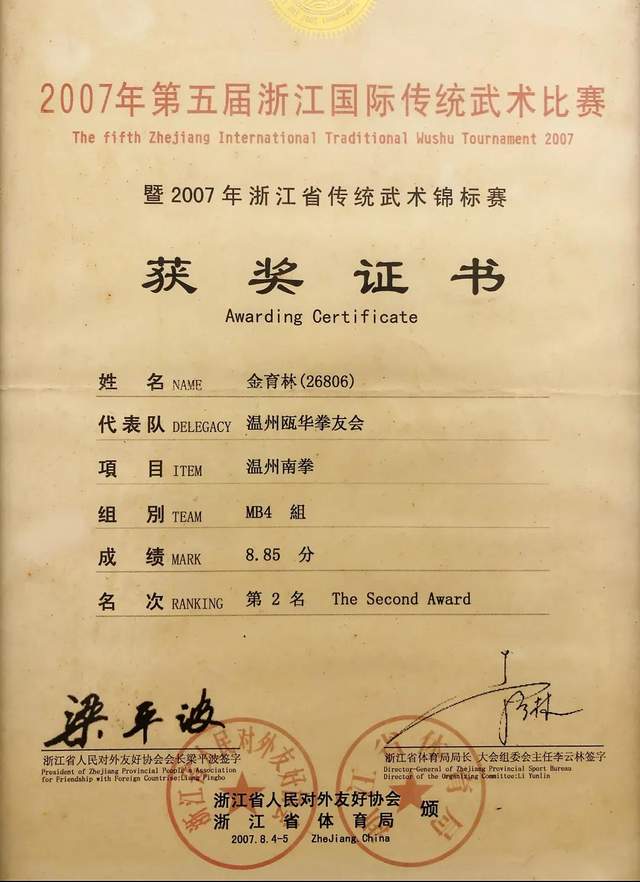 2007年第五届浙江国际传统武术比赛
The fifth Zhejiang International Traditional Wushu Tournament 2007
暨2007年浙江省传统武术锦标赛
获奖证书
Awarding Certificate
姓名 NAME 金育林(26806)
代表队 DELEGACY 温州瓯华拳友会
項目 ITEM 温州南拳
组別 TEAM MB4 組
成绩 MARK 8.85 分
名次 RANKING 第2名 The Second Award
梁平波
浙江省人民对外友好协会会长梁平波签字
President of Zhejiang Provincial People's Association
for Friendship with Foreign Countries:Liang Pingbo
浙江省体育局局长 大会组委会主任李云林签字
Director-General of Zhejiang Provincial Sport Bureau
Director of the Organizing Committee:Li Yunlin
浙江省人民对外友好协会
浙江省体育局
颁
2007.8.4-5 ZheJiang.China